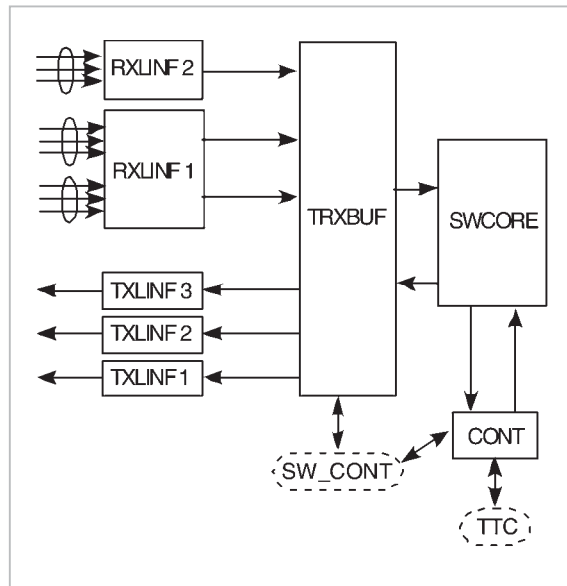 RXLINF 2
RXLINF 1
TRXBUF
SWCORE
TXLINF 3
TXLINF 2
TXLINF 1
CONT
SW_CONT
TTC